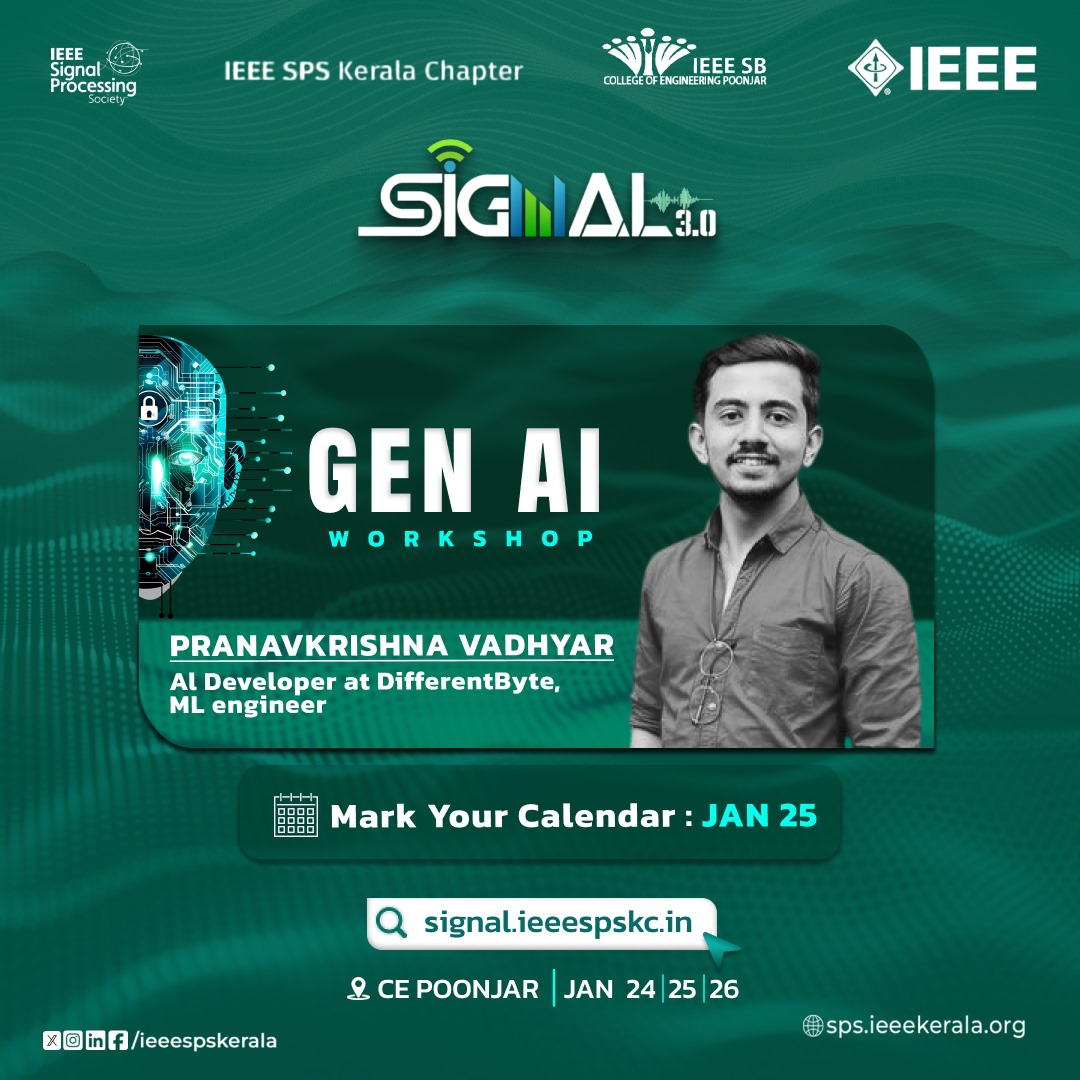 IEEE
Signal
Processing
Society
IEEE SPS Kerala Chapter
IEEE SB
COLLEGE OF ENGINEERING POONJAR
IEEE
®
SIGNAL 3.0
GEN AI
WORKSHOP
PRANAVKRISHNA VADHYAR
AI Developer at DifferentByte,
ML engineer
Mark Your Calendar : JAN 25
signal.ieeespskc.in
CE POONJAR | JAN 24|25|26
/ieeespskerala
sps.ieeekerala.org